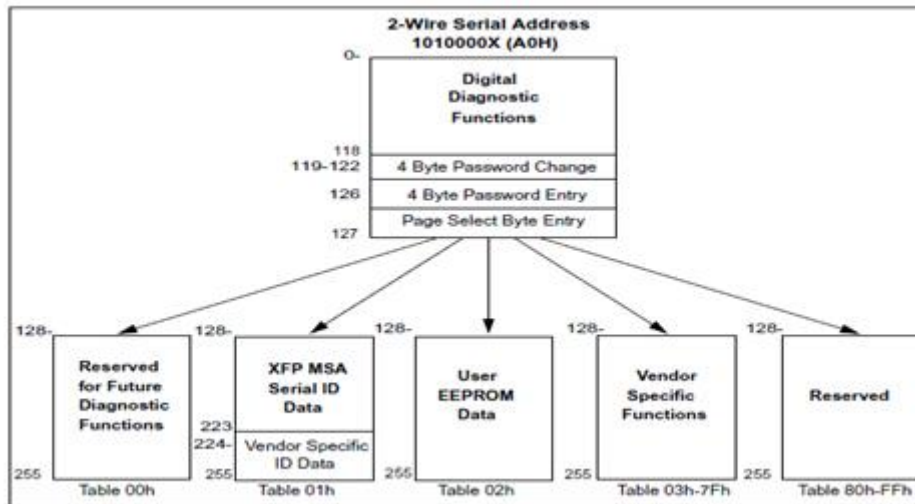 2-Wire Serial Address
1010000X (A0H)
0-
Digital
Diagnostic
Functions
118
119-122
4 Byte Password Change
126
4 Byte Password Entry
Page Select Byte Entry
127
128-
Reserved
for Future
Diagnostic
Functions
255
Table 00h
128-
XFP MSA
Serial ID
Data
223
224-
Vendor Specific
ID Data
255
Table 01h
128-
User
EEPROM
Data
255
Table 02h
128-
Vendor
Specific
Functions
255
Table 03h-7Fh
128-
Reserved
255
Table 80h-FFh